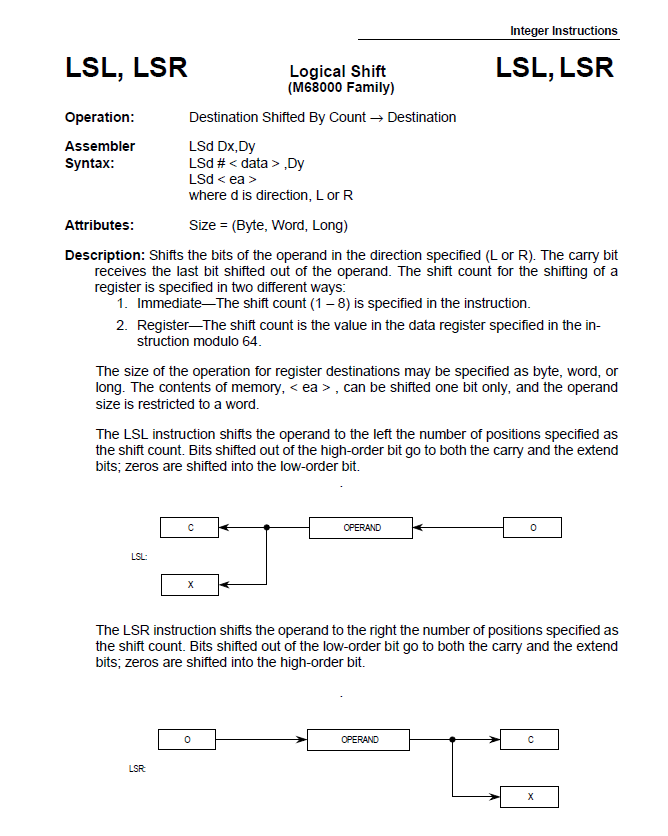 Integer Instructions
LSL, LSR Logical Shift LSL, LSR
(M68000 Family)
Operation: Destination Shifted By Count → Destination
Assembler LSd Dx,Dy
Syntax: LSd # < data > ,Dy
LSd < ea >
where d is direction, L or R
Attributes: Size = (Byte, Word, Long)
Description: Shifts the bits of the operand in the direction specified (L or R). The carry bit
receives the last bit shifted out of the operand. The shift count for the shifting of a
register is specified in two different ways:
1. Immediate—The shift count (1 – 8) is specified in the instruction.
2. Register—The shift count is the value in the data register specified in the in-
struction modulo 64.
The size of the operation for register destinations may be specified as byte, word, or
long. The contents of memory, < ea > , can be shifted one bit only, and the operand
size is restricted to a word.
The LSL instruction shifts the operand to the left the number of positions specified as
the shift count. Bits shifted out of the high-order bit go to both the carry and the extend
bits; zeros are shifted into the low-order bit.
.
C OPERAND O
LSL:
X
The LSR instruction shifts the operand to the right the number of positions specified as
the shift count. Bits shifted out of the low-order bit go to both the carry and the extend
bits; zeros are shifted into the high-order bit.
.
O OPERAND C
LSR:
X